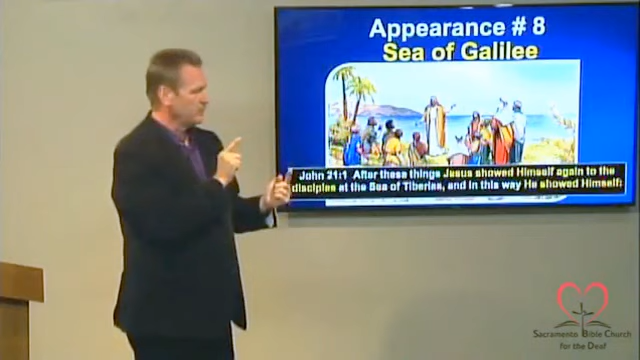 Appearance # 8
Sea of Galilee
John 21:1 After these things Jesus showed Himself again to the
disciples at the Sea of Tiberias, and in this way He showed Himself:
Sacramento Bible Church
for the Deaf